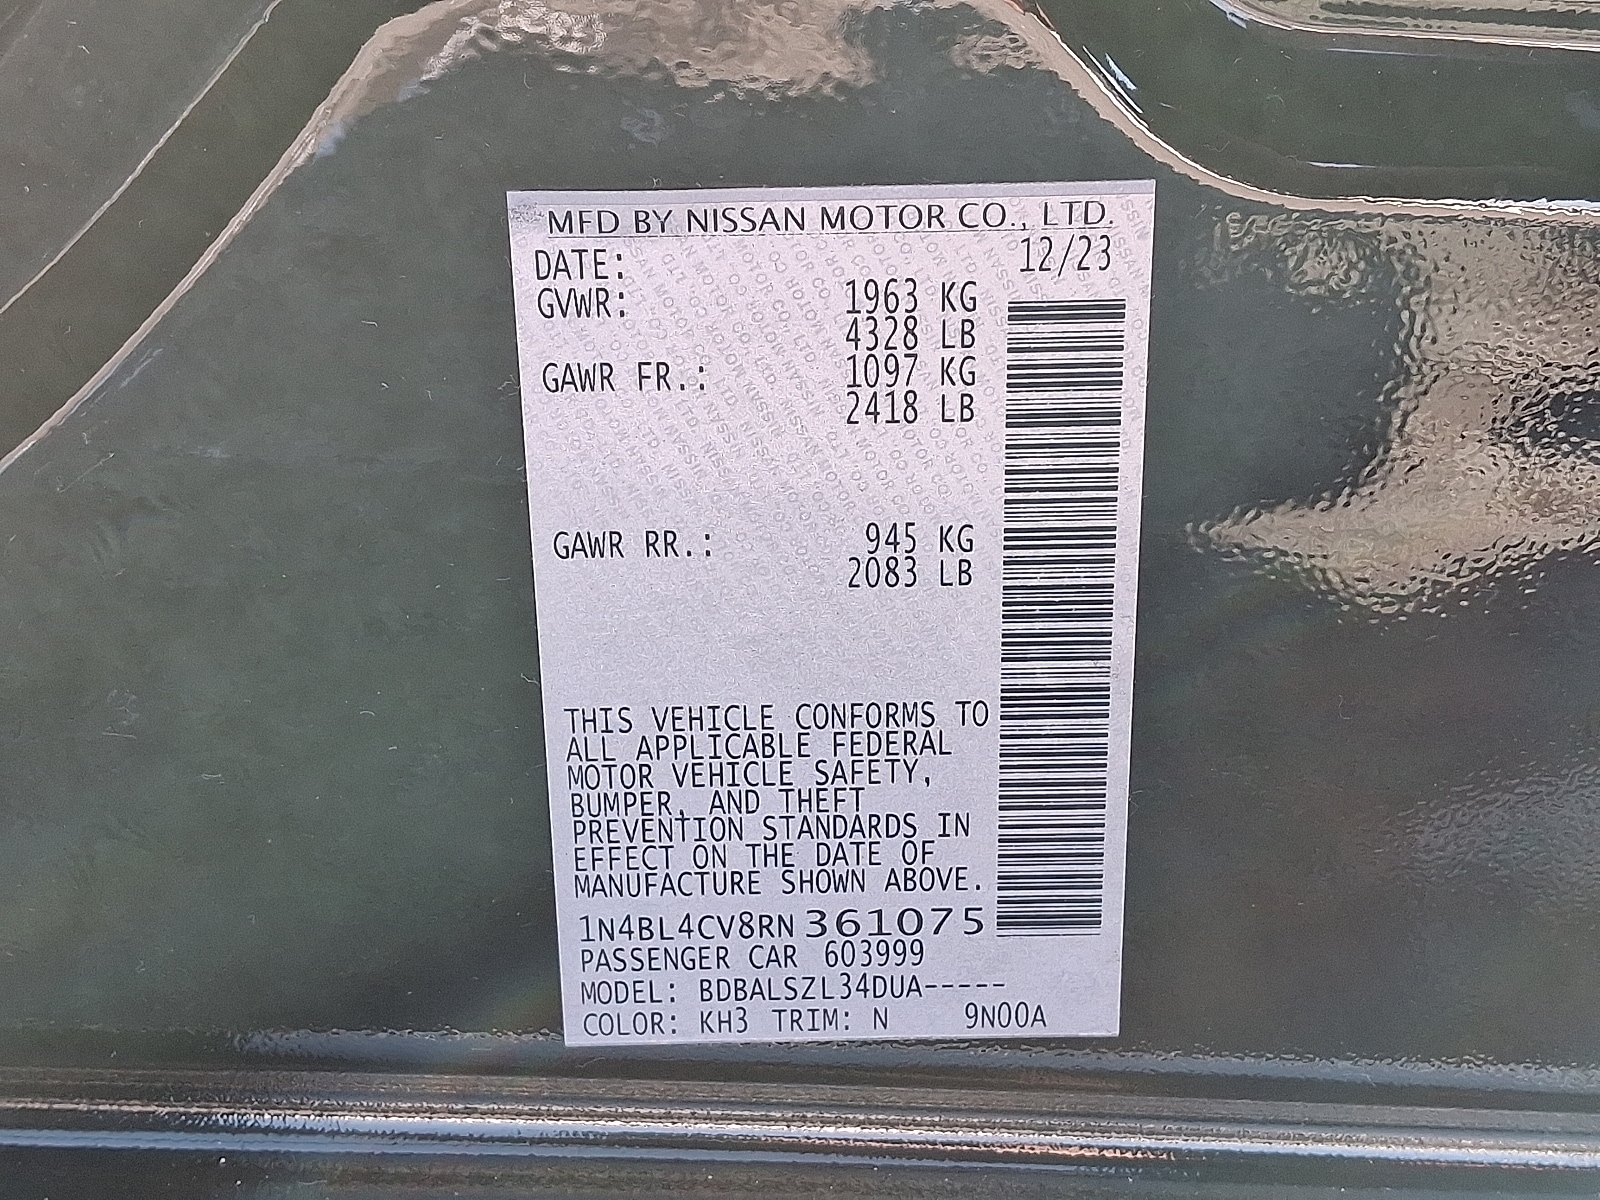 MFD BY NISSAN MOTOR CO., LTD.
DATE: 12/23
GVWR: 1963 KG
4328 LB
GAWR FR.: 1097 KG
2418 LB
GAWR RR.: 945 KG
2083 LB
THIS VEHICLE CONFORMS TO
ALL APPLICABLE FEDERAL
MOTOR VEHICLE SAFETY,
BUMPER, AND THEFT
PREVENTION STANDARDS IN
EFFECT ON THE DATE OF
MANUFACTURE SHOWN ABOVE.
1N4BL4CV8RN 361075
PASSENGER CAR 603999
MODEL: BDBALSZL34DUA-----
COLOR: KH3 TRIM: N 9N00A